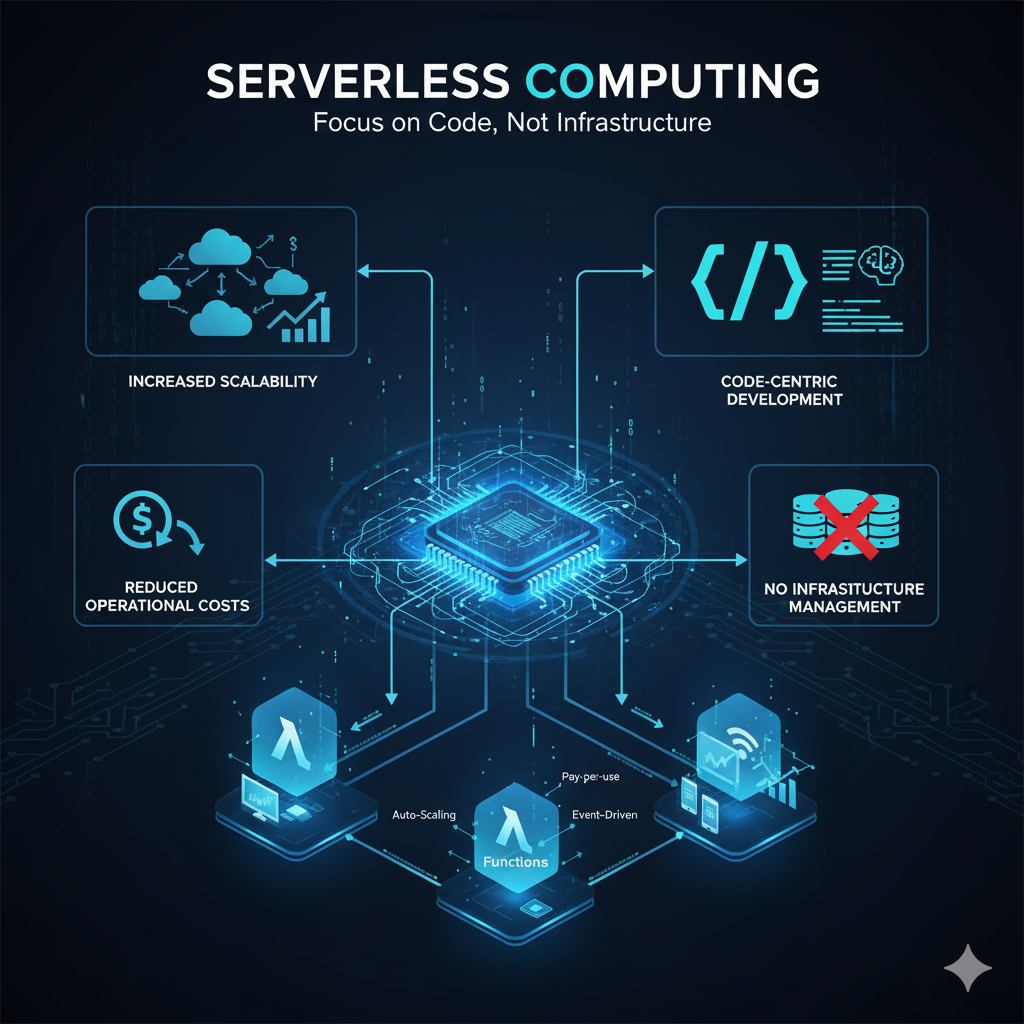 SERVERLESS COMPUTING
Focus on Code, Not Infrastructure
INCREASED SCALABILITY
CODE-CENTRIC
DEVELOPMENT
REDUCED
OPERATIONAL COSTS
NO INFRASITUCTURE
MANAGEMENT
Pay-per-use
Auto-Scaling
Event-Driven
Functions